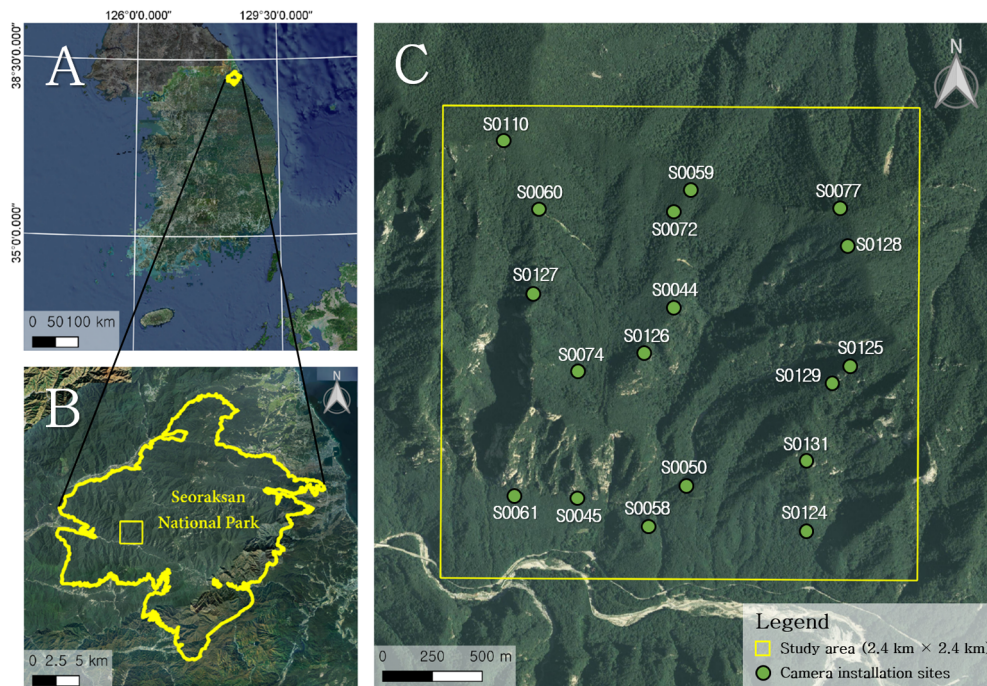 126°0'0.000"
129°30'0.000"
38°30'0.000"
35°0'0.000"
A
0 50100 km
B
N
Seoraksan
National Park
0 2.5 5 km
C
N
S0110
S0059
S0060
S0077
S0072
S0128
S0127
S0044
S0126
S0074
S0125
S0129
S0131
S0050
S0061
S0045
S0058
S0124
0 250 500 m
Legend
Study area (2.4 km × 2.4 km)
Camera installation sites